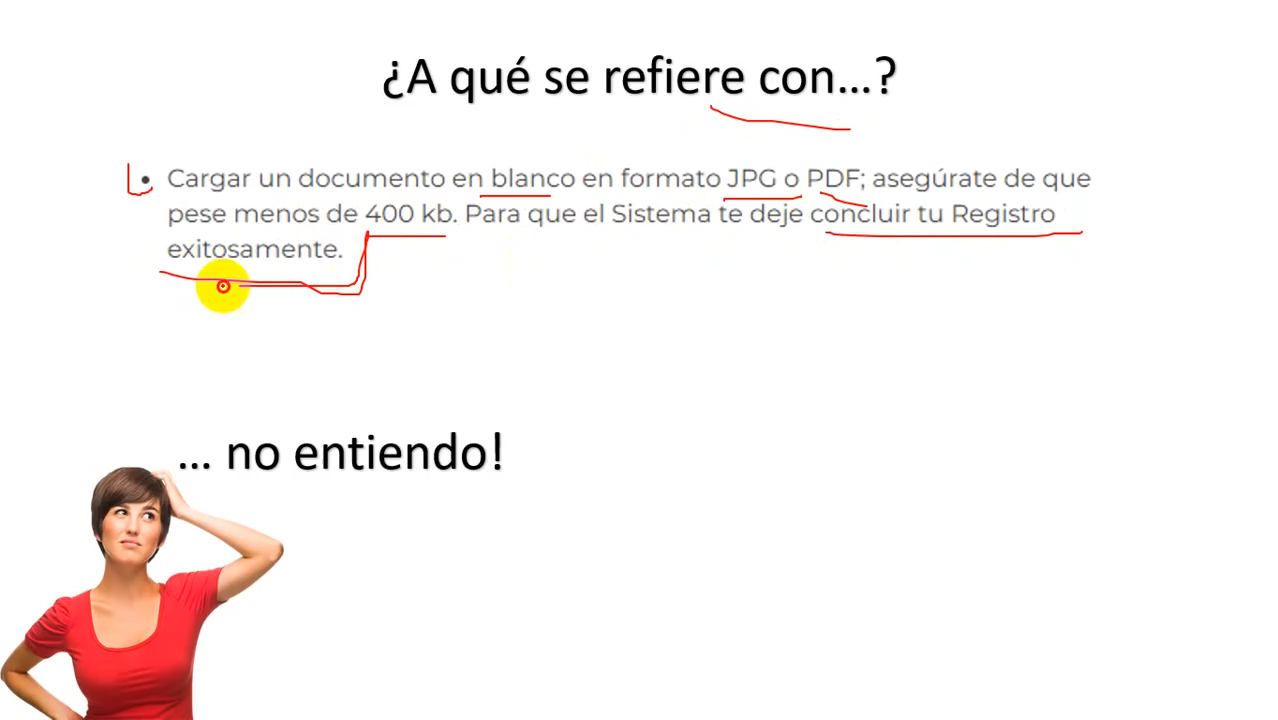 ¿A qué se refiere con...?
• Cargar un documento en blanco en formato JPG o PDF; asegúrate de que
pese menos de 400 kb. Para que el Sistema te deje concluir tu Registro
exitosamente.
... no entiendo!